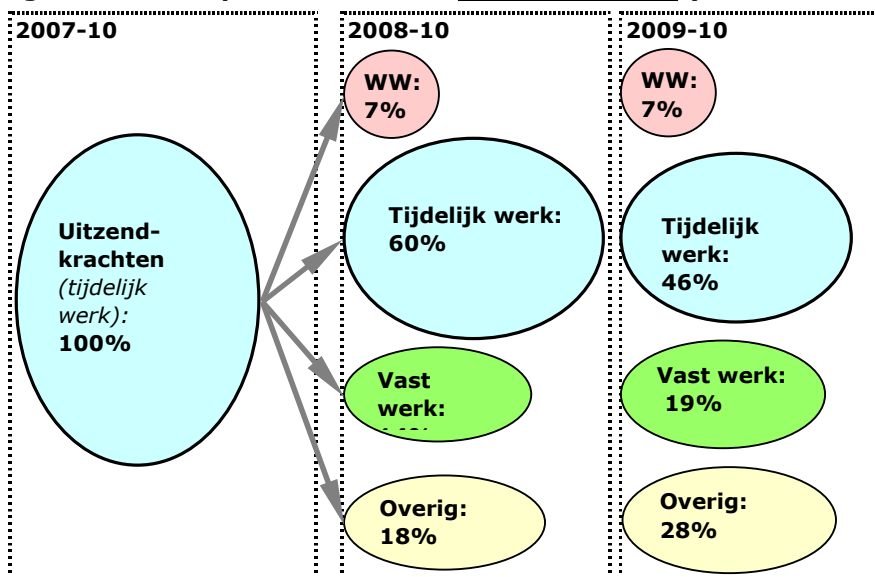 2007-10
2008-10
2009-10
WW:
7%
WW:
7%
Uitzend-
krachten
(tijdelijk
werk):
100%
Tijdelijk werk:
60%
Tijdelijk
werk:
46%
Vast
werk:
Vast werk:
19%
Overig:
18%
Overig:
28%